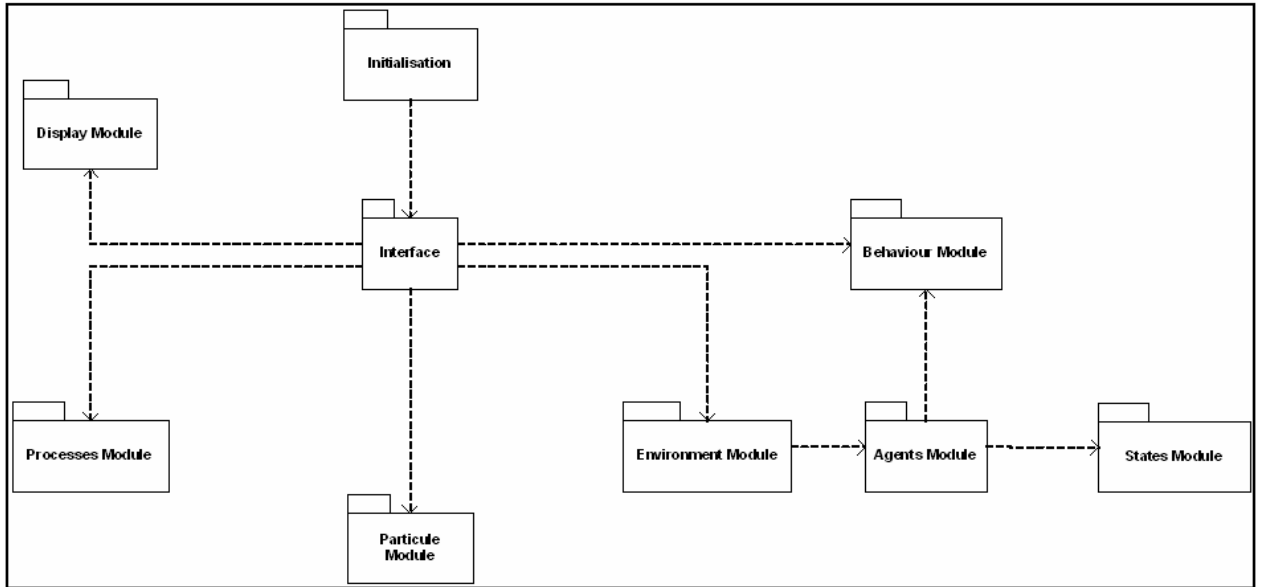 Initialisation
Display Module
Interface
Behaviour Module
Processes Module
Environment Module
Agents Module
States Module
Particule
Module